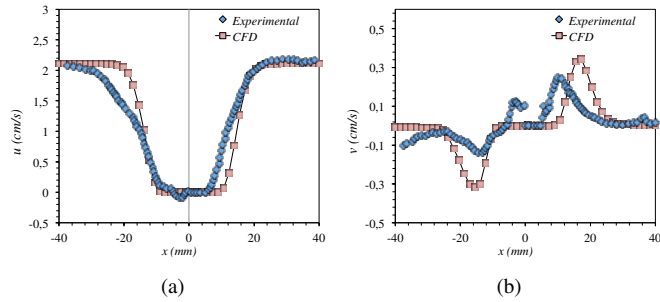 3
2,5
2
1,5
1
0,5
0
-0,5
-40
-20
0
20
40
u (cm/s)
x (mm)
Experimental
CFD
(a)
0,5
0,3
0,1
-0,1
-0,3
-0,5
-40
-20
0
20
40
v (cm/s)
x (mm)
Experimental
CFD
(b)